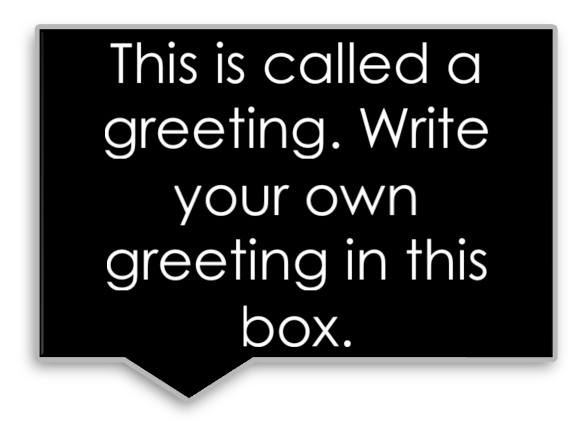 This is called a
greeting. Write
your own
greeting in this
box.